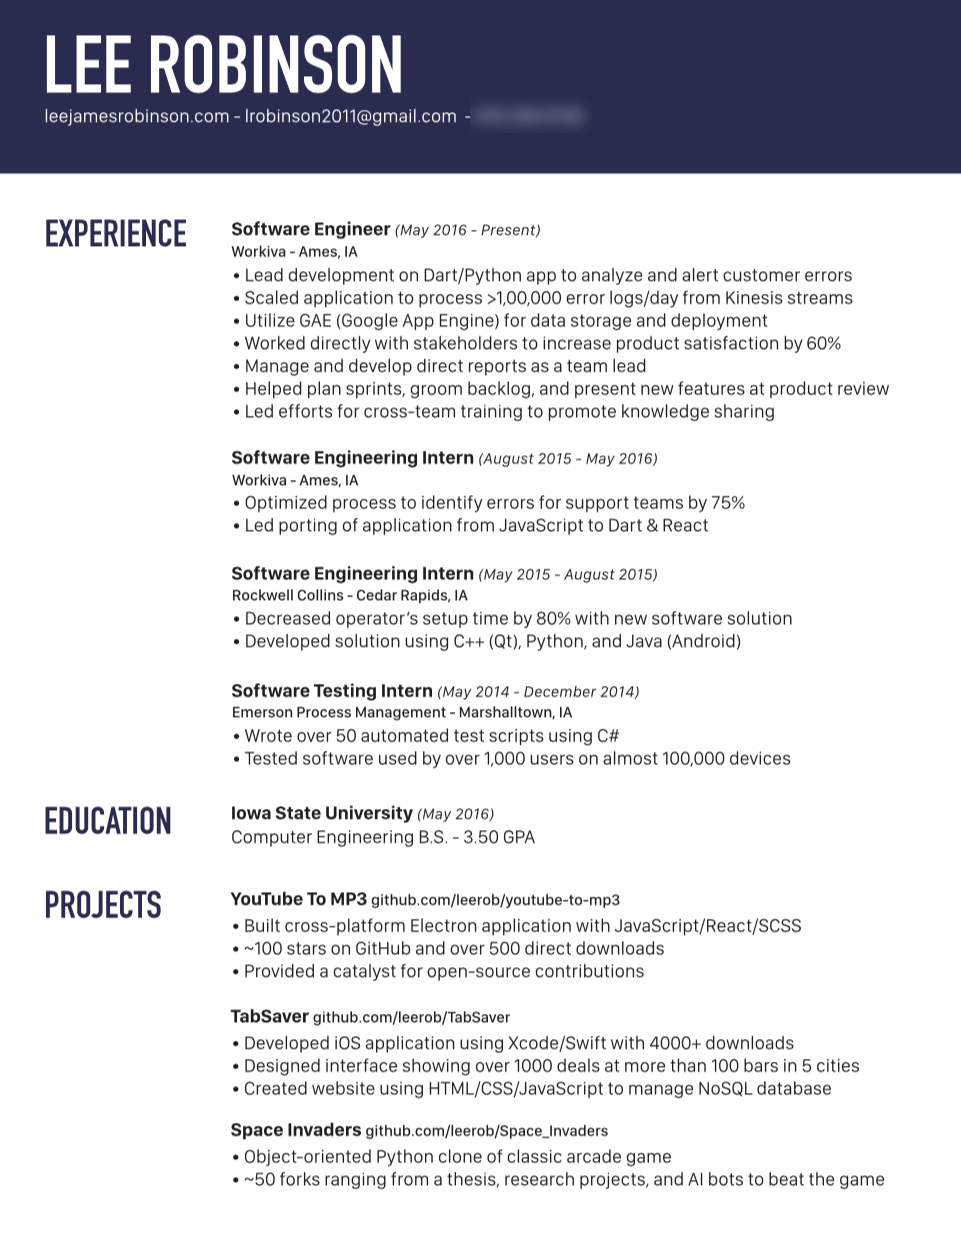 LEE ROBINSON
leejamesrobinson.com - lrobinson2011@gmail.com -
EXPERIENCE
Software Engineer (May 2016 - Present)
Workiva - Ames, IA
• Lead development on Dart/Python app to analyze and alert customer errors
• Scaled application to process >1,00,000 error logs/day from Kinesis streams
• Utilize GAE (Google App Engine) for data storage and deployment
• Worked directly with stakeholders to increase product satisfaction by 60%
• Manage and develop direct reports as a team lead
• Helped plan sprints, groom backlog, and present new features at product review
• Led efforts for cross-team training to promote knowledge sharing
Software Engineering Intern (August 2015 - May 2016)
Workiva - Ames, IA
• Optimized process to identify errors for support teams by 75%
• Led porting of application from JavaScript to Dart & React
Software Engineering Intern (May 2015 - August 2015)
Rockwell Collins - Cedar Rapids, IA
• Decreased operator's setup time by 80% with new software solution
• Developed solution using C++ (Qt), Python, and Java (Android)
Software Testing Intern (May 2014 - December 2014)
Emerson Process Management - Marshalltown, IA
• Wrote over 50 automated test scripts using C#
• Tested software used by over 1,000 users on almost 100,000 devices
EDUCATION
Iowa State University (May 2016)
Computer Engineering B.S. - 3.50 GPA
PROJECTS
YouTube To MP3 github.com/leerob/youtube-to-mp3
• Built cross-platform Electron application with JavaScript/React/SCSS
• ~100 stars on GitHub and over 500 direct downloads
• Provided a catalyst for open-source contributions
TabSaver github.com/leerob/TabSaver
• Developed iOS application using Xcode/Swift with 4000+ downloads
• Designed interface showing over 1000 deals at more than 100 bars in 5 cities
• Created website using HTML/CSS/JavaScript to manage NoSQL database
Space Invaders github.com/leerob/Space_Invaders
• Object-oriented Python clone of classic arcade game
• ~50 forks ranging from a thesis, research projects, and AI bots to beat the game